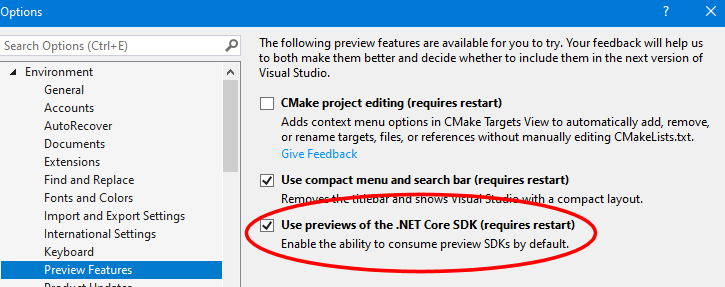 Options
Search Options (Ctrl+E)
Environment
General
Accounts
AutoRecover
Documents
Extensions
Find and Replace
Fonts and Colors
Import and Export Settings
International Settings
Keyboard
Preview Features
Product Updates
The following preview features are available for you to try. Your feedback will help us
to both make them better and decide whether to include them in the next version of
Visual Studio.
CMake project editing (requires restart)
Adds context menu options in CMake Targets View to automatically add, remove,
or rename targets, files, or references without manually editing CMakeLists.txt.
Give Feedback
Use compact menu and search bar (requires restart)
Removes the titlebar and shows Visual Studio with a compact layout.
Use previews of the .NET Core SDK (requires restart)
Enable the ability to consume preview SDKs by default.